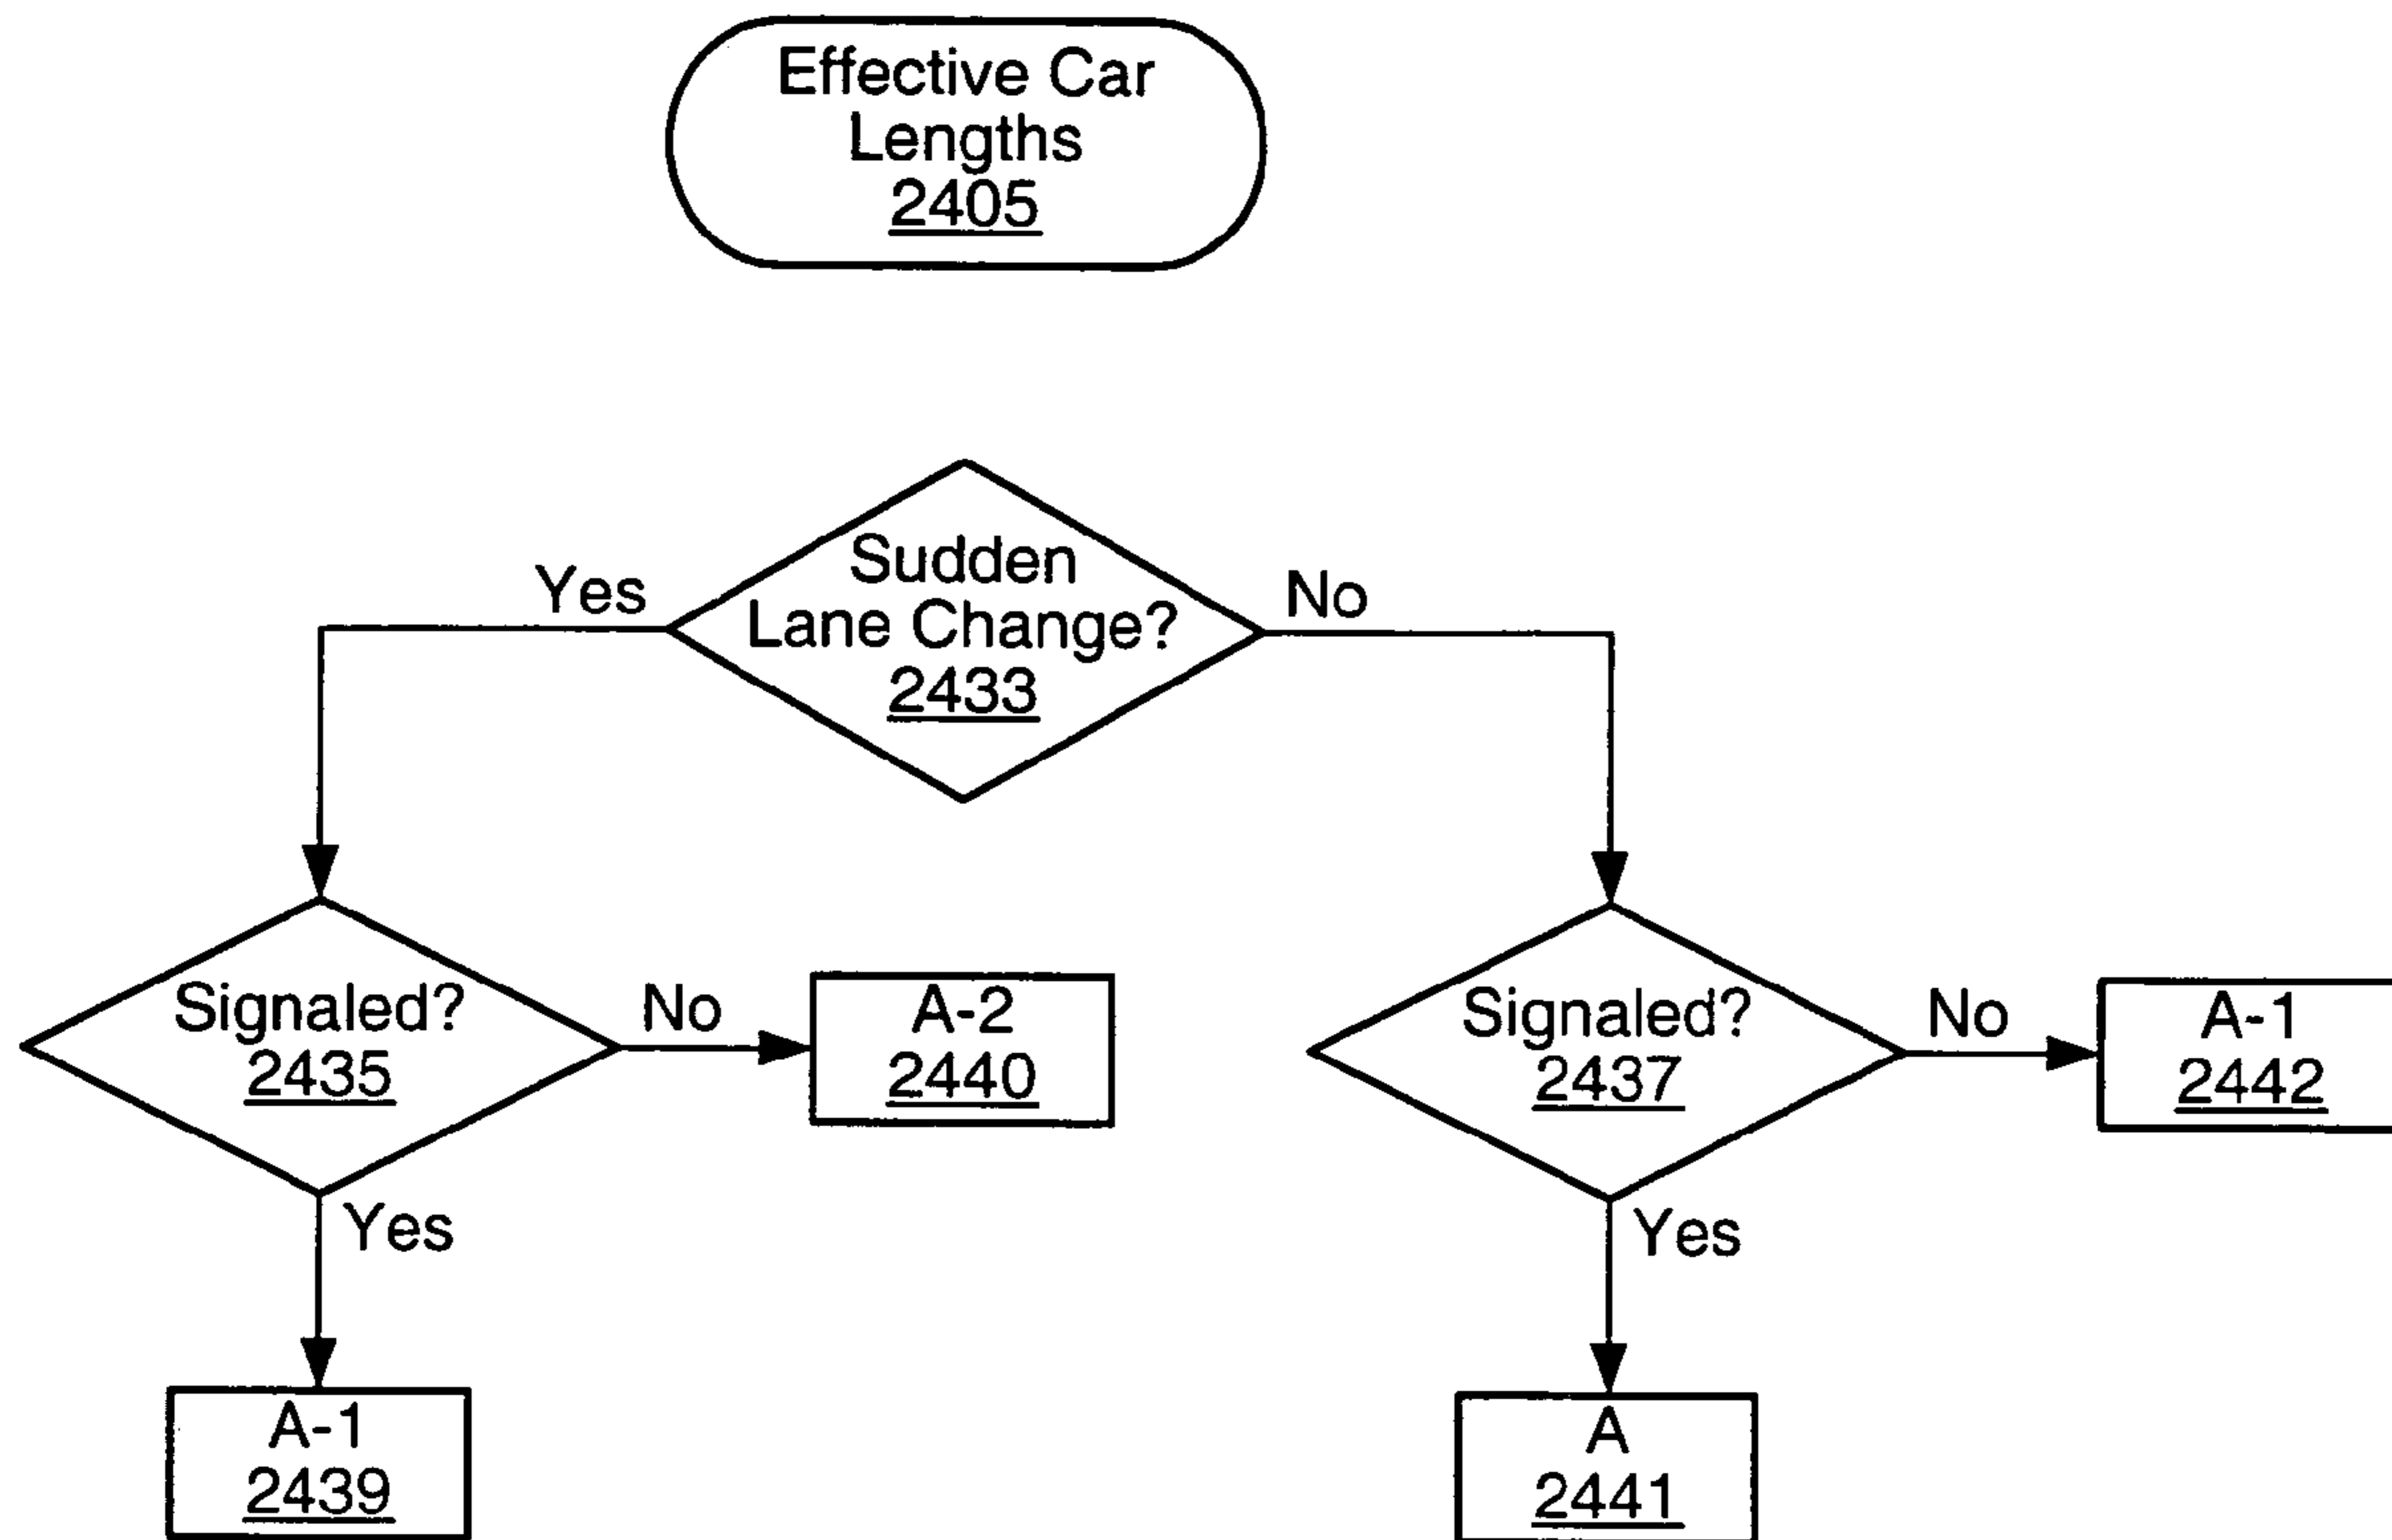 Effective Car
Lengths
2405
Sudden
Lane Change?
2433
Yes
No
Signaled?
2435
No
A-2
2440
Signaled?
2437
No
A-1
2442
Yes
Yes
A-1
2439
A
2441